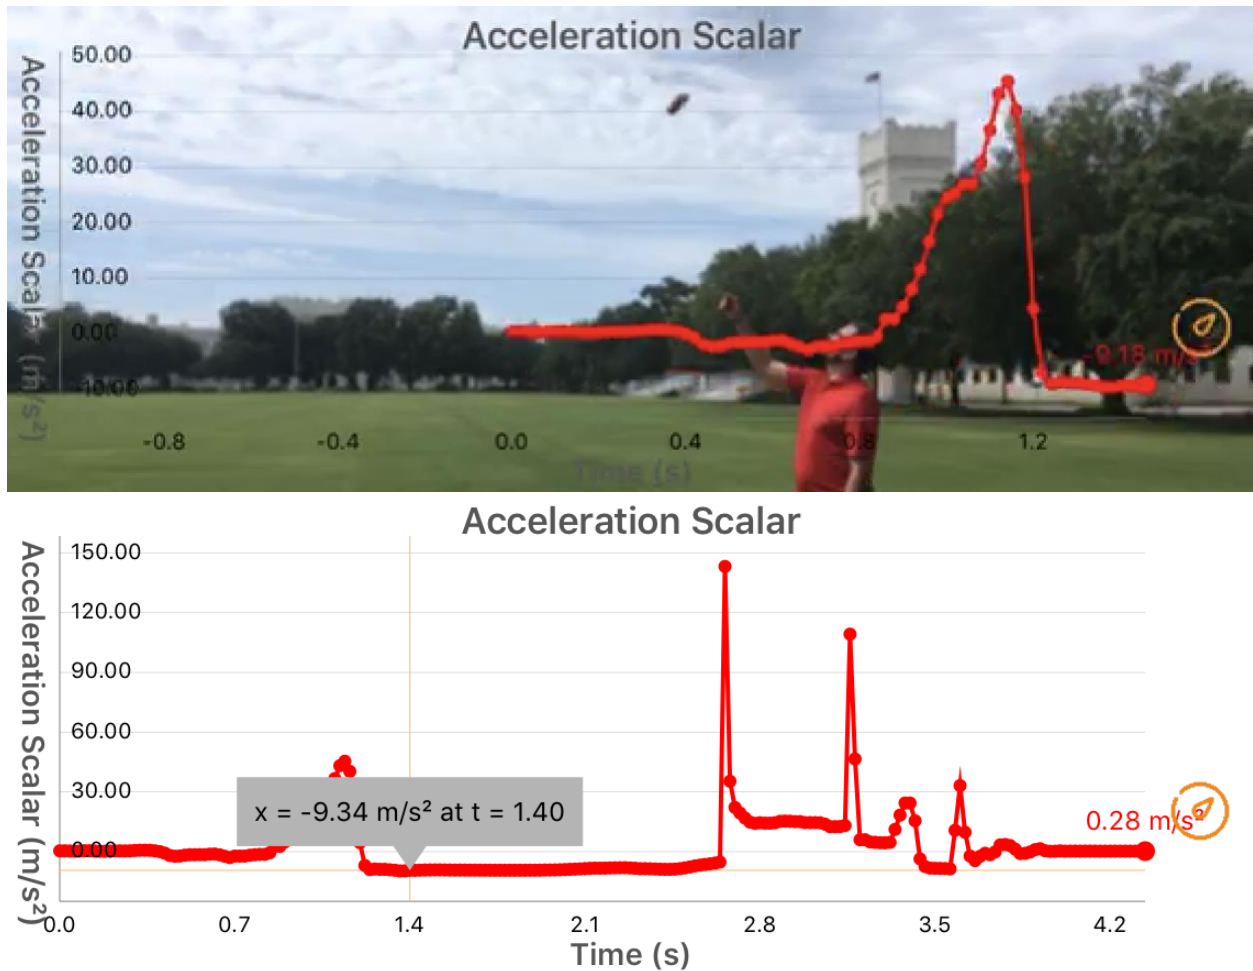 Acceleration Scalar
Acceleration Scalar (m/s²)
50.00
40.00
30.00
20.00
10.00
0.00
-10.00
-9.18 m/s²
-0.8 -0.4 0.0 0.4 0.8 1.2
Time (s)
Acceleration Scalar
Acceleration Scalar (m/s²)
150.00
120.00
90.00
60.00
30.00
0.00
x = -9.34 m/s² at t = 1.40
0.28 m/s²
0.0 0.7 1.4 2.1 2.8 3.5 4.2
Time (s)